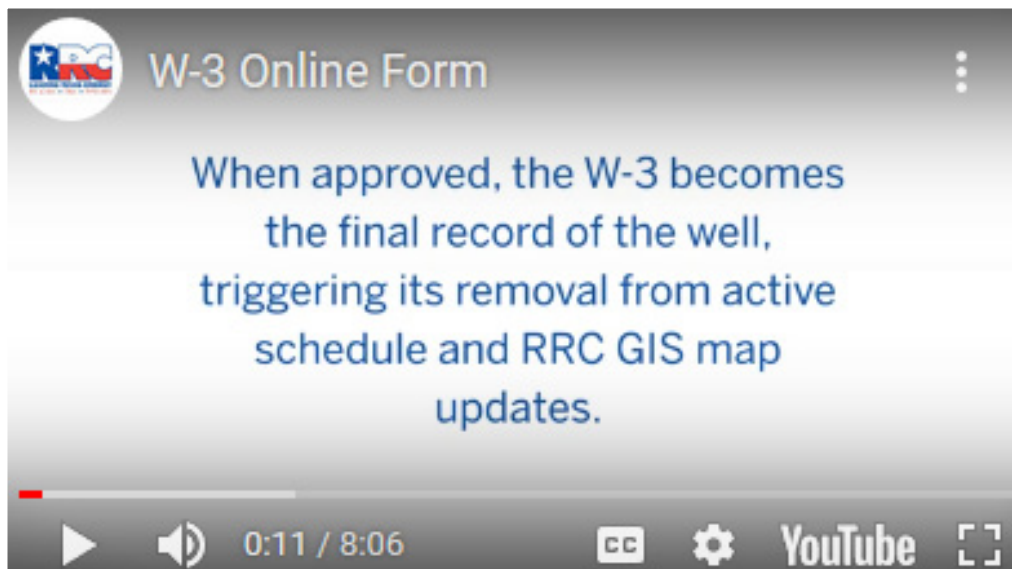 RRC
W-3 Online Form
When approved, the W-3 becomes
the final record of the well,
triggering its removal from active
schedule and RRC GIS map
updates.
0:11 / 8:06
CC
YouTube